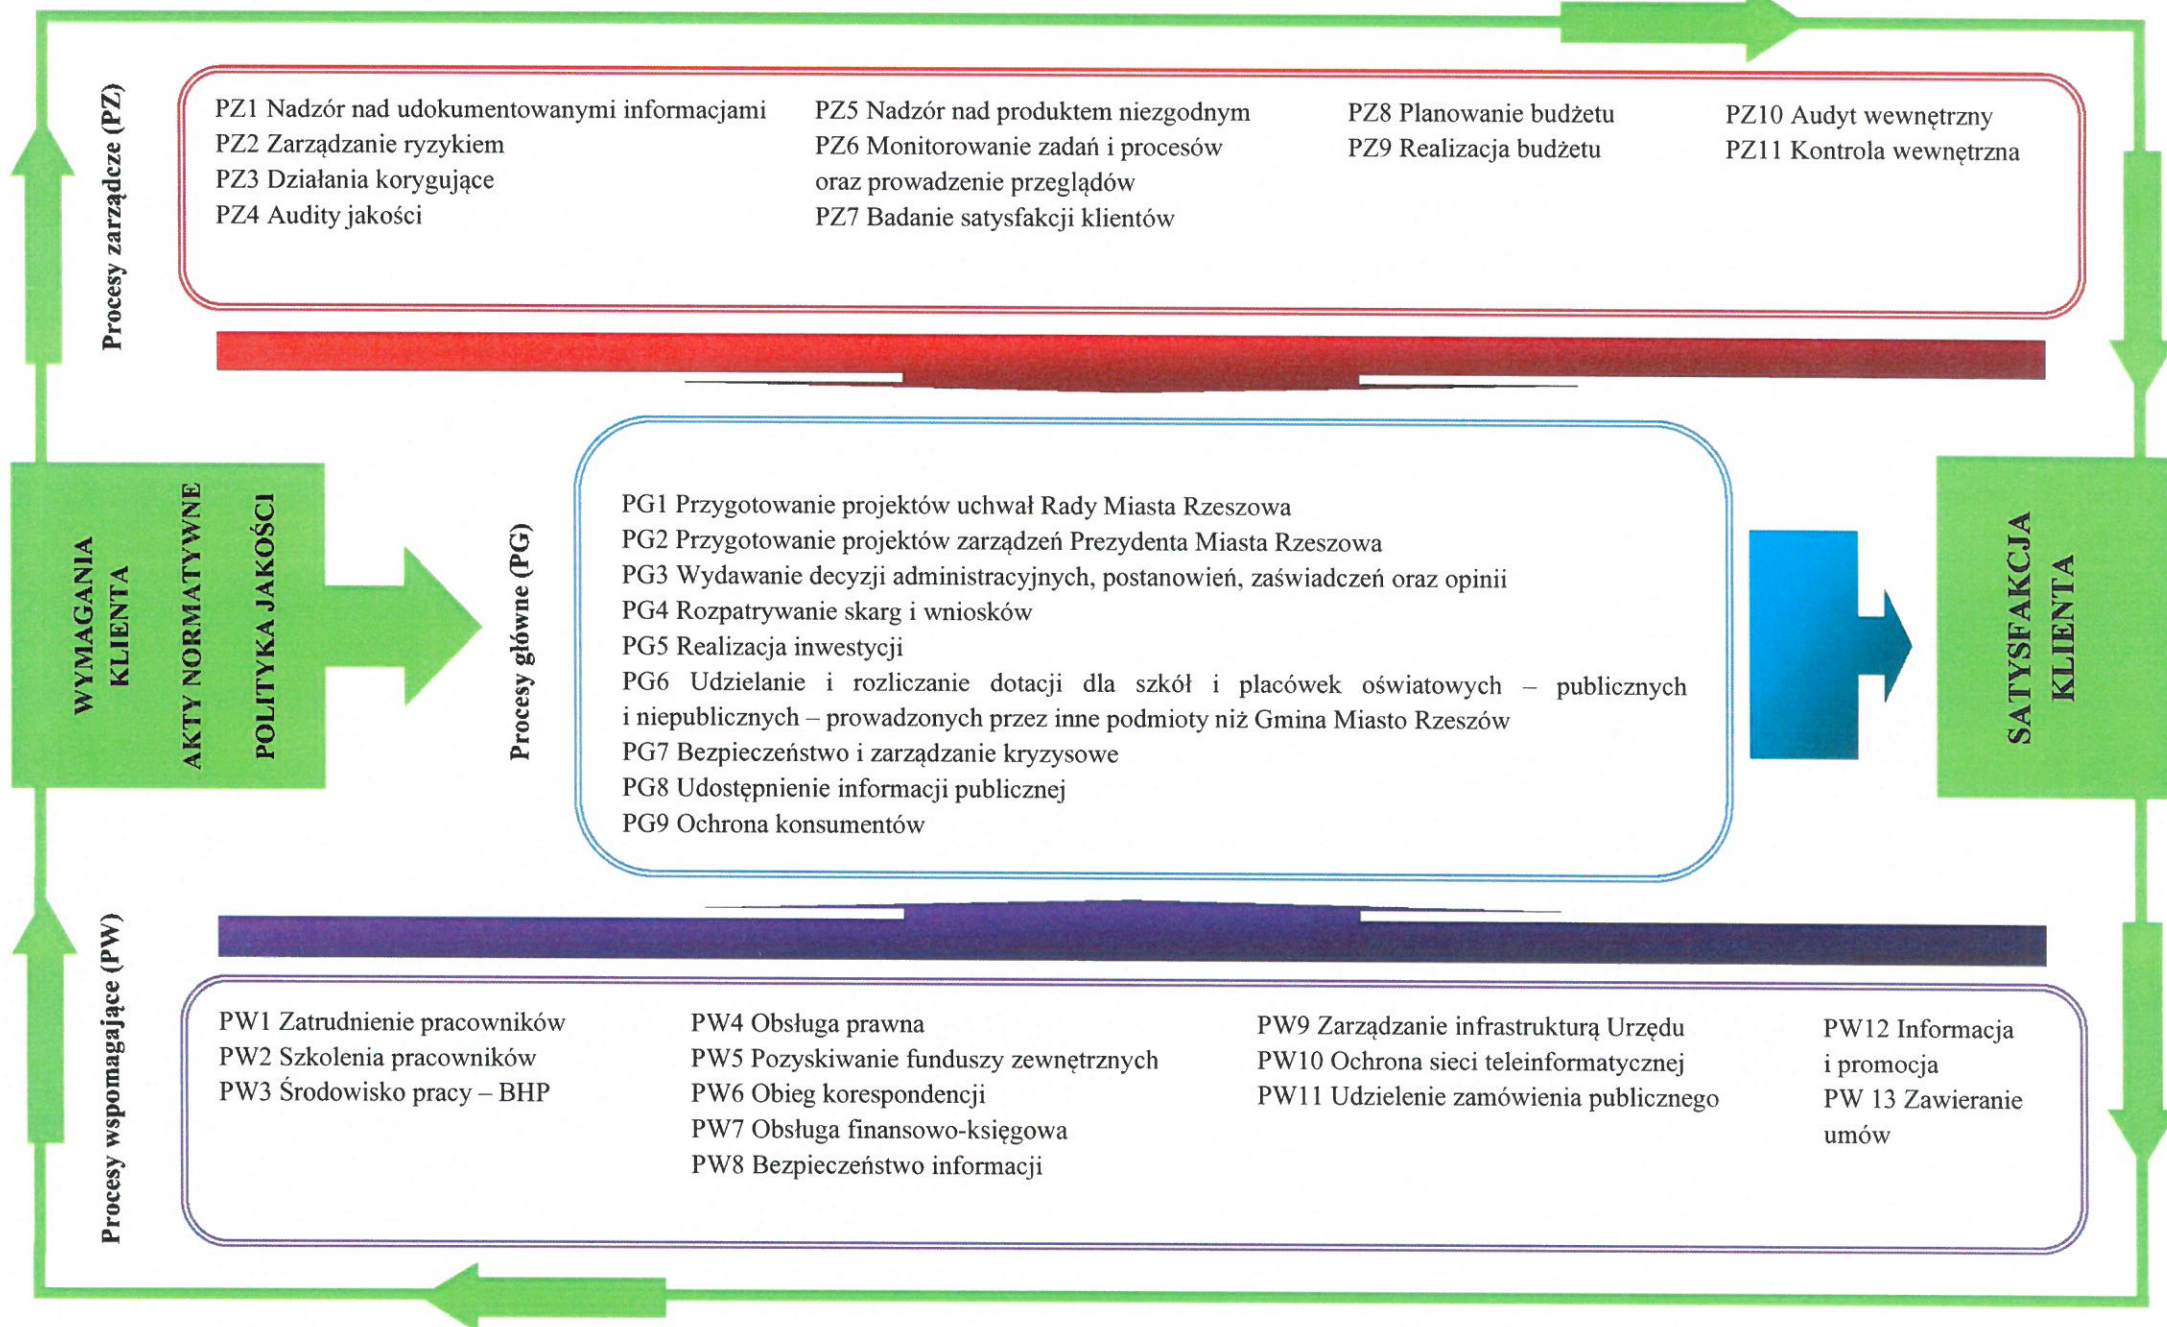 Procesy zarządcze (PZ)
PZ1 Nadzór nad udokumentowanymi informacjami
PZ2 Zarządzanie ryzykiem
PZ3 Działania korygujące
PZ4 Audity jakości
PZ5 Nadzór nad produktem niezgodnym
PZ6 Monitorowanie zadań i procesów
oraz prowadzenie przeglądów
PZ7 Badanie satysfakcji klientów
PZ8 Planowanie budżetu
PZ9 Realizacja budżetu
PZ10 Audyt wewnętrzny
PZ11 Kontrola wewnętrzna
WYMAGANIA
KLIENTA
AKTY NORMATYWNE
POLITYKA JAKOŚCI
Procesy główne (PG)
PG1 Przygotowanie projektów uchwał Rady Miasta Rzeszowa
PG2 Przygotowanie projektów zarządzeń Prezydenta Miasta Rzeszowa
PG3 Wydawanie decyzji administracyjnych, postanowień, zaświadczeń oraz opinii
PG4 Rozpatrywanie skarg i wniosków
PG5 Realizacja inwestycji
PG6 Udzielanie i rozliczanie dotacji dla szkół i placówek oświatowych – publicznych
i niepublicznych – prowadzonych przez inne podmioty niż Gmina Miasto Rzeszów
PG7 Bezpieczeństwo i zarządzanie kryzysowe
PG8 Udostępnienie informacji publicznej
PG9 Ochrona konsumentów
SATYSFAKCJA
KLIENTA
Procesy wspomagające (PW)
PW1 Zatrudnienie pracowników
PW2 Szkolenia pracowników
PW3 Środowisko pracy – BHP
PW4 Obsługa prawna
PW5 Pozyskiwanie funduszy zewnętrznych
PW6 Obieg korespondencji
PW7 Obsługa finansowo-księgowa
PW8 Bezpieczeństwo informacji
PW9 Zarządzanie infrastrukturą Urzędu
PW10 Ochrona sieci teleinformatycznej
PW11 Udzielenie zamówienia publicznego
PW12 Informacja
i promocja
PW 13 Zawieranie
umów